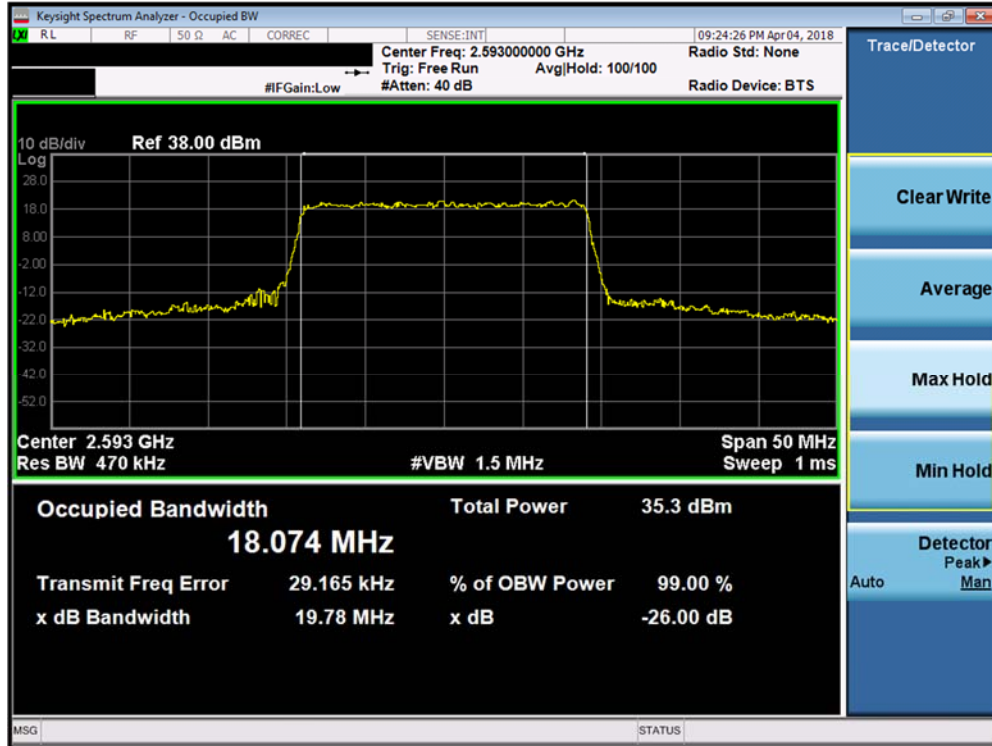 Keysight Spectrum Analyzer - Occupied BW
LXI RL RF 50 Ω AC CORREC SENSE:INT 09:24:26 PM Apr 04, 2018
Center Freq: 2.593000000 GHz Radio Std: None
Trig: Free Run Avg|Hold: 100/100
#IFGain:Low #Atten: 40 dB Radio Device: BTS
Trace/Detector
10 dB/div Ref 38.00 dBm
Log
28.0
18.0
8.00
-2.00
-12.0
-22.0
-32.0
-42.0
-52.0
Center 2.593 GHz Span 50 MHz
Res BW 470 kHz #VBW 1.5 MHz Sweep 1 ms
Occupied Bandwidth Total Power 35.3 dBm
18.074 MHz
Transmit Freq Error 29.165 kHz % of OBW Power 99.00 %
x dB Bandwidth 19.78 MHz x dB -26.00 dB
Clear Write
Average
Max Hold
Min Hold
Detector
Peak▶
Auto Man
MSG STATUS